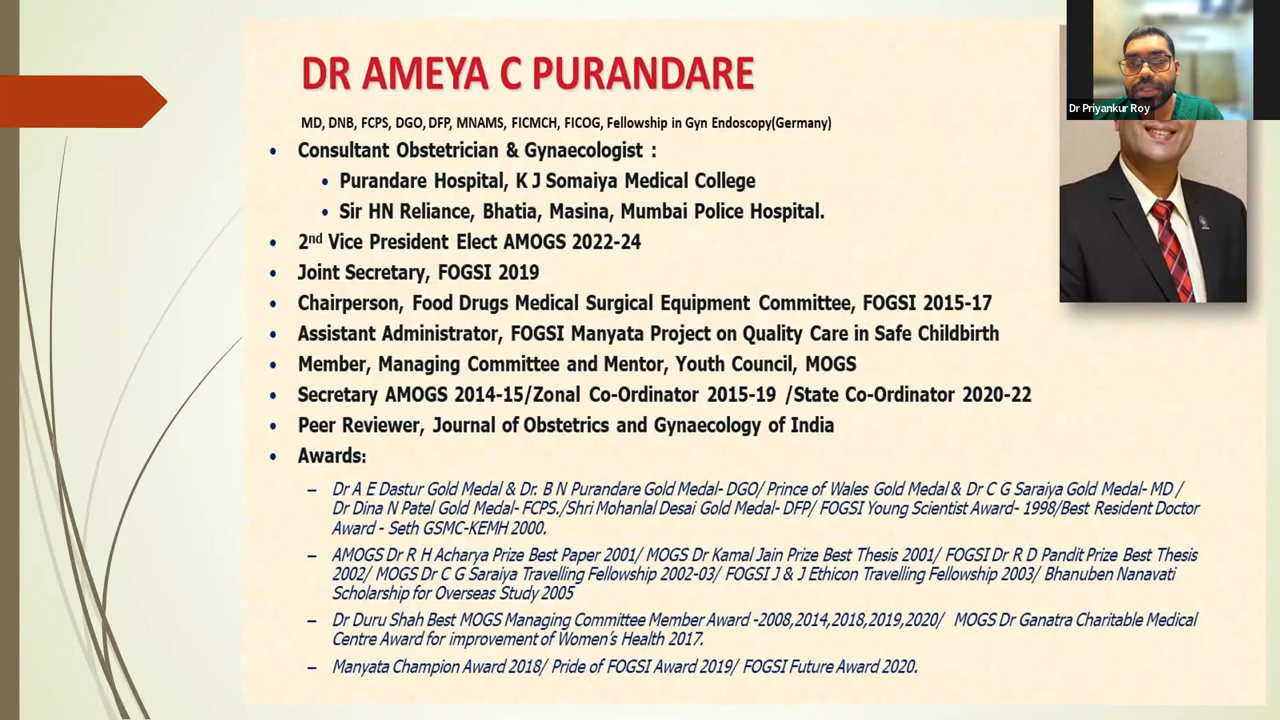 DR AMEYA C PURANDARE
Dr Priyankur Roy
MD, DNB, FCPS, DGO, DFP, MNAMS, FICMCH, FICOG, Fellowship in Gyn Endoscopy(Germany)
• Consultant Obstetrician & Gynaecologist :
• Purandare Hospital, K J Somaiya Medical College
• Sir HN Reliance, Bhatia, Masina, Mumbai Police Hospital.
• 2nd Vice President Elect AMOGS 2022-24
• Joint Secretary, FOGSI 2019
• Chairperson, Food Drugs Medical Surgical Equipment Committee, FOGSI 2015-17
• Assistant Administrator, FOGSI Manyata Project on Quality Care in Safe Childbirth
• Member, Managing Committee and Mentor, Youth Council, MOGS
• Secretary AMOGS 2014-15/Zonal Co-Ordinator 2015-19 /State Co-Ordinator 2020-22
• Peer Reviewer, Journal of Obstetrics and Gynaecology of India
• Awards:
– Dr A E Dastur Gold Medal & Dr. B N Purandare Gold Medal- DGO/ Prince of Wales Gold Medal & Dr C G Saraiya Gold Medal- MD /
Dr Dina N Patel Gold Medal- FCPS./Shri Mohanlal Desai Gold Medal- DFP/ FOGSI Young Scientist Award- 1998/Best Resident Doctor
Award - Seth GSMC-KEMH 2000.
– AMOGS Dr R H Acharya Prize Best Paper 2001/ MOGS Dr Kamal Jain Prize Best Thesis 2001/ FOGSI Dr R D Pandit Prize Best Thesis
2002/ MOGS Dr C G Saraiya Travelling Fellowship 2002-03/ FOGSI J & J Ethicon Travelling Fellowship 2003/ Bhanuben Nanavati
Scholarship for Overseas Study 2005
– Dr Duru Shah Best MOGS Managing Committee Member Award -2008,2014,2018,2019,2020/ MOGS Dr Ganatra Charitable Medical
Centre Award for improvement of Women's Health 2017.
– Manyata Champion Award 2018/ Pride of FOGSI Award 2019/ FOGSI Future Award 2020.